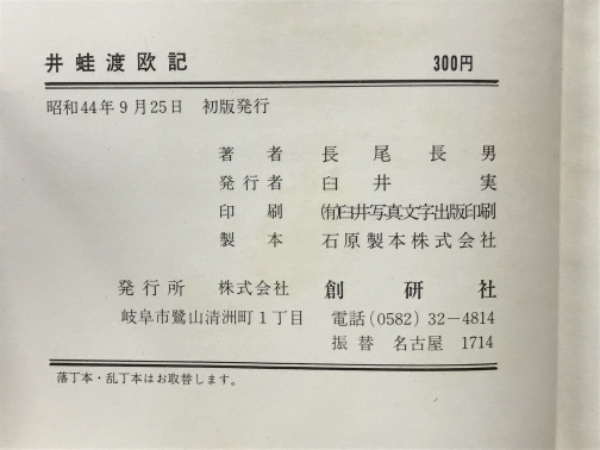 井蛙渡欧記 300円
昭和44年9月25日 初版発行
著者 長尾長男
発行者 臼井実
印刷 ㈲臼井写真文字出版印刷
製本 石原製本株式会社
発行所 株式会社 創研社
岐阜市鷺山清洲町1丁目 電話(0582)32-4814
振替 名古屋 1714
落丁本・乱丁本はお取替します。